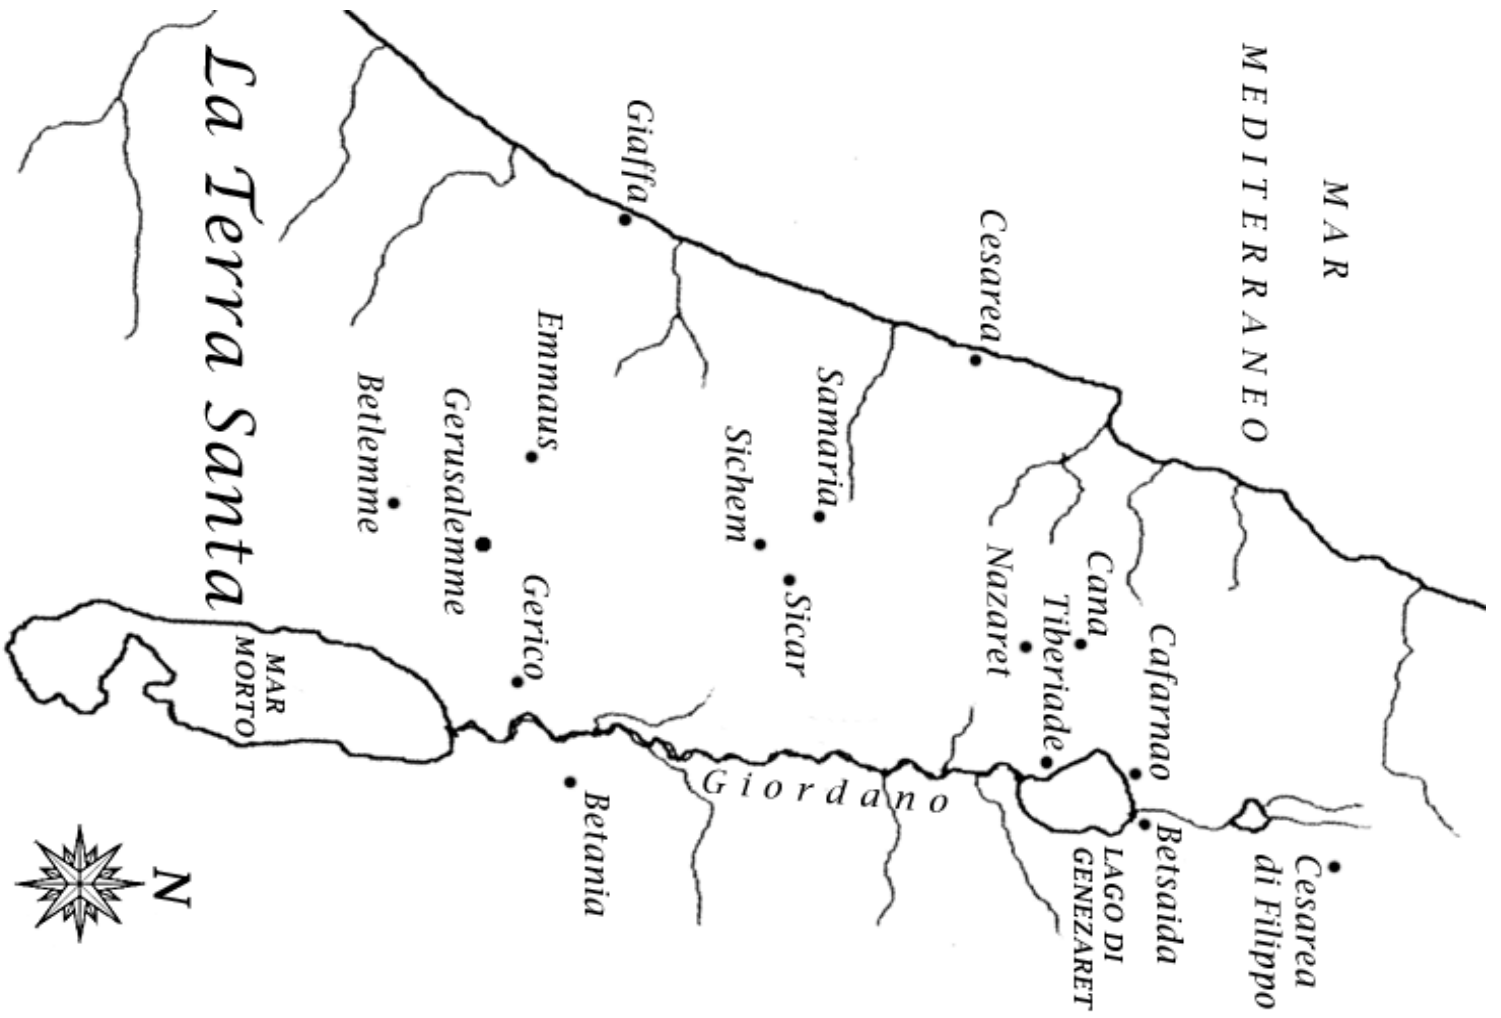 MAR
MEDITERRANEO
Cesarea
di Filippo
Betsaida
Cafarnao
LAGO DI
GENEZARET
Cana
Tiberiade
Nazaret
Cesarea
Samaria
Sicar
Sichem
Giordano
Giaffa
Betania
Emmaus
Gerico
Gerusalemme
Betlemme
MAR
MORTO
La Terra Santa
N